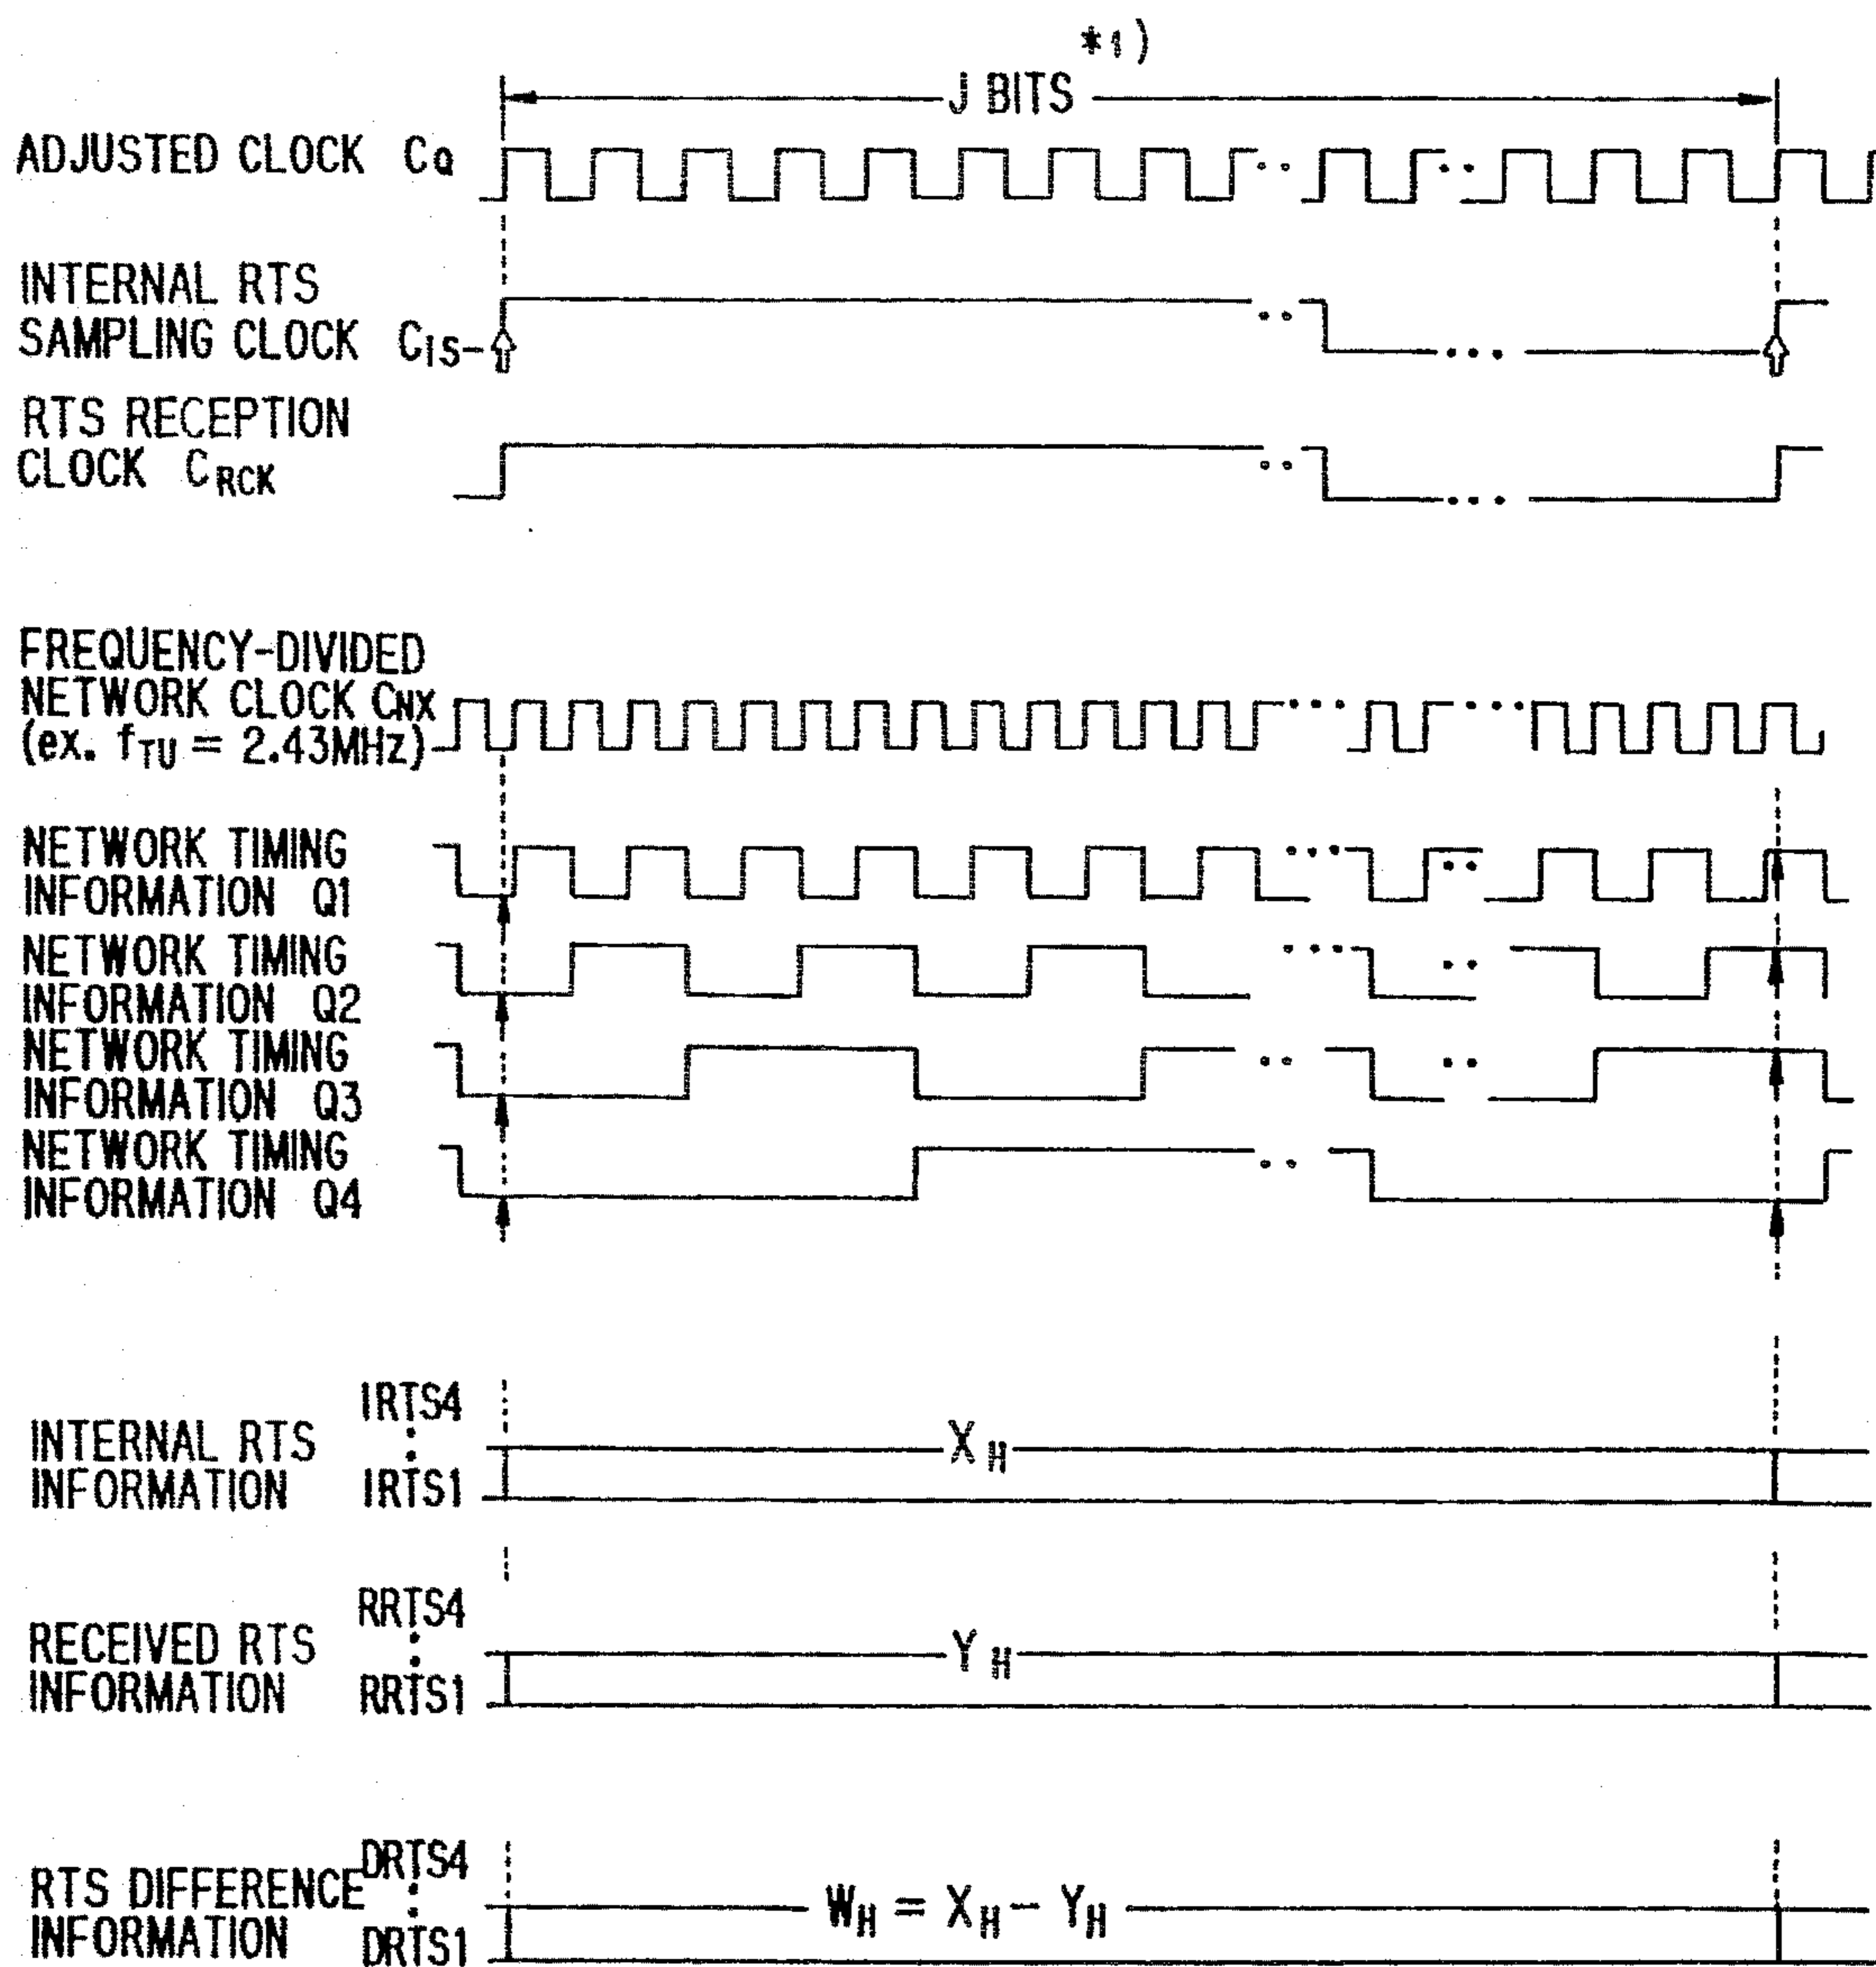 *1)
J BITS
ADJUSTED CLOCK CQ
INTERNAL RTS
SAMPLING CLOCK CIS
RTS RECEPTION
CLOCK CRCK
FREQUENCY-DIVIDED
NETWORK CLOCK CNX
(ex. fTU = 2.43MHz)
NETWORK TIMING
INFORMATION Q1
NETWORK TIMING
INFORMATION Q2
NETWORK TIMING
INFORMATION Q3
NETWORK TIMING
INFORMATION Q4
INTERNAL RTS
INFORMATION
IRTS4
IRTS1
XH
RECEIVED RTS
INFORMATION
RRTS4
RRTS1
YH
RTS DIFFERENCE
INFORMATION
DRTS4
DRTS1
WH = XH - YH